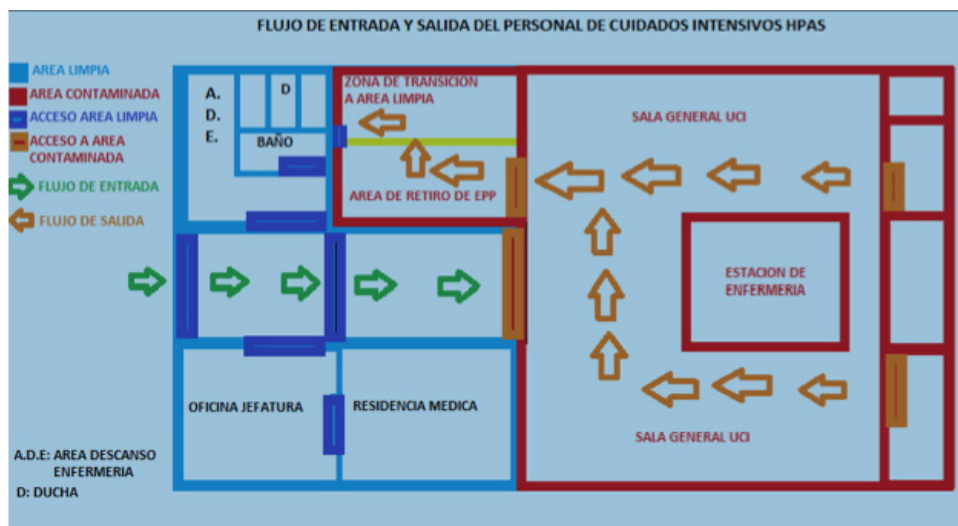 FLUJO DE ENTRADA Y SALIDA DEL PERSONAL DE CUIDADOS INTENSIVOS HPAS
AREA LIMPIA
AREA CONTAMINADA
ACCESO AREA LIMPIA
ACCESO A AREA
CONTAMINADA
FLUJO DE ENTRADA
FLUJO DE SALIDA
A.
D.
E.
D
BAÑO
ZONA DE TRANSICION
A AREA LIMPIA
AREA DE RETIRO DE EPP
SALA GENERAL UCI
ESTACION DE
ENFERMERIA
OFICINA JEFATURA
RESIDENCIA MEDICA
SALA GENERAL UCI
A.D.E: AREA DESCANSO
ENFERMERIA
D: DUCHA